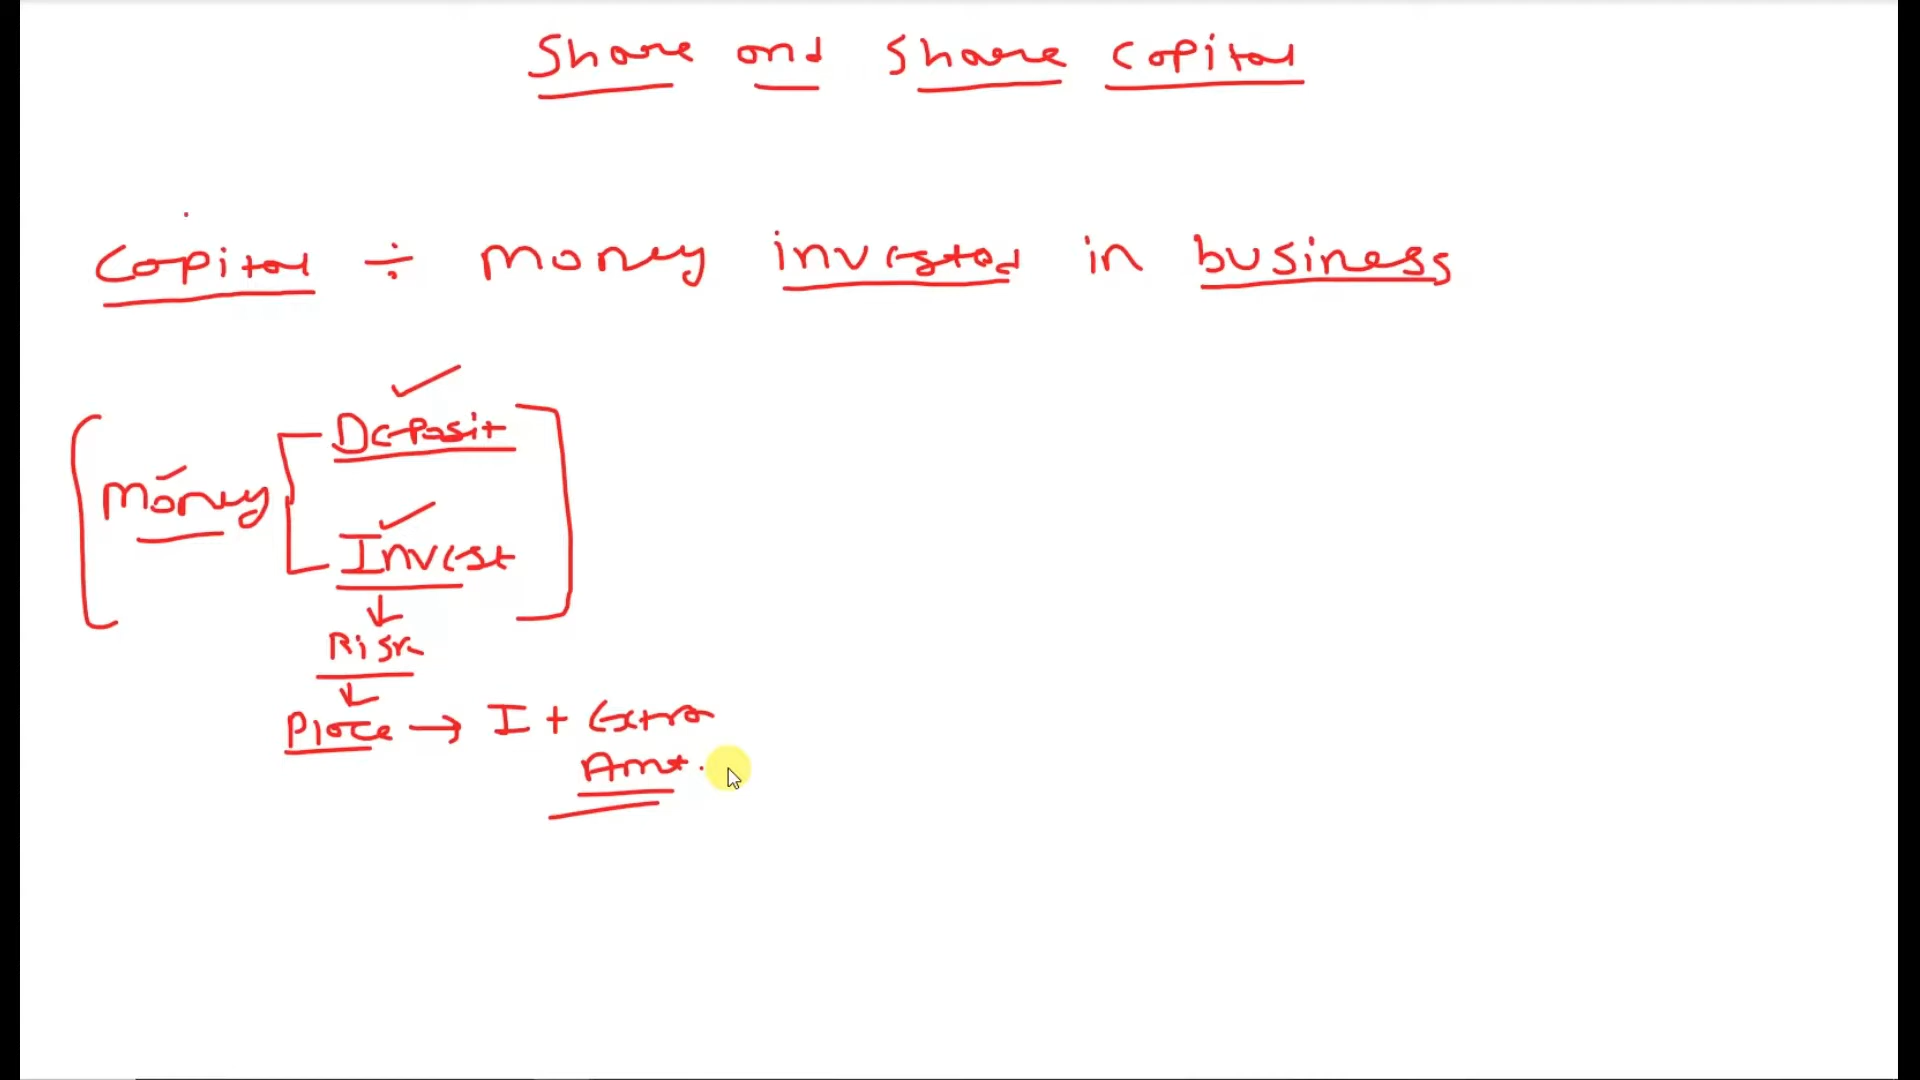 Share and Share Capital
Capital ÷ Money invested in business
Deposit
Money
Invest
Risk
Place → I + Extra
Amt.